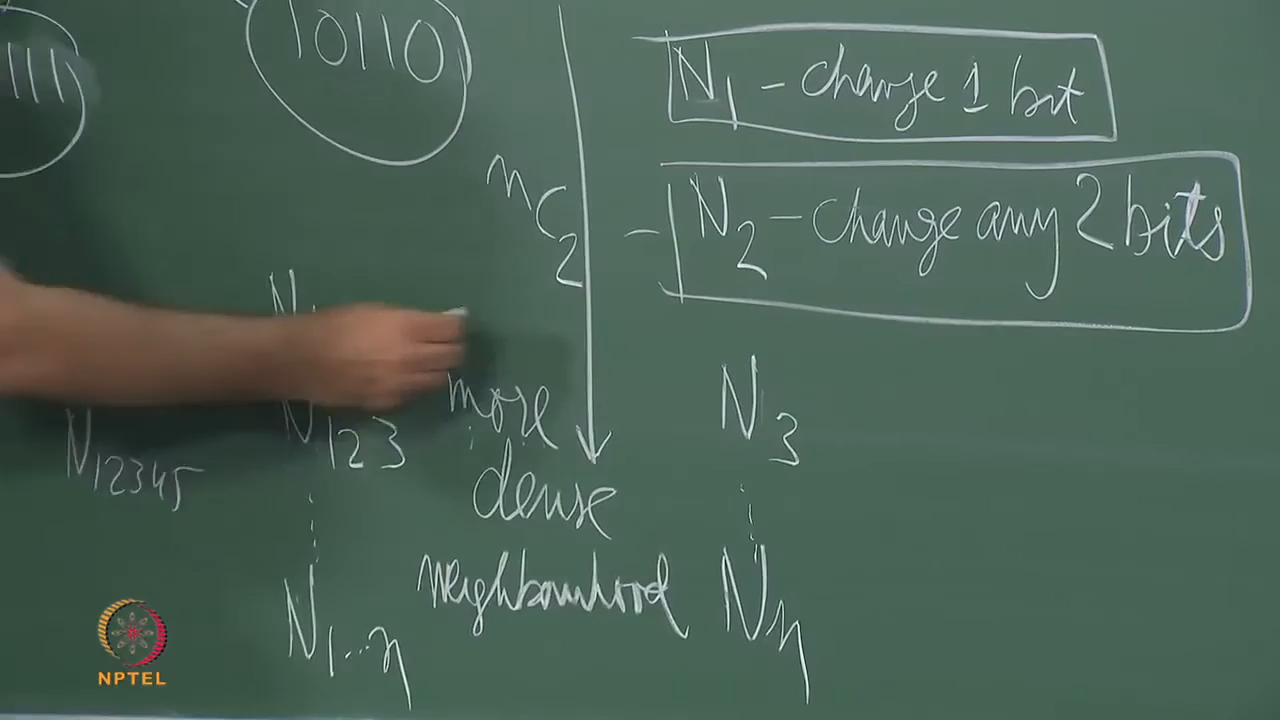 111
10110
N1 - change 1 bit
nC2
N2 - change any 2 bits
N123
N12345
more
dense
neighbourhood
N3
N1...n
Nn
NPTEL